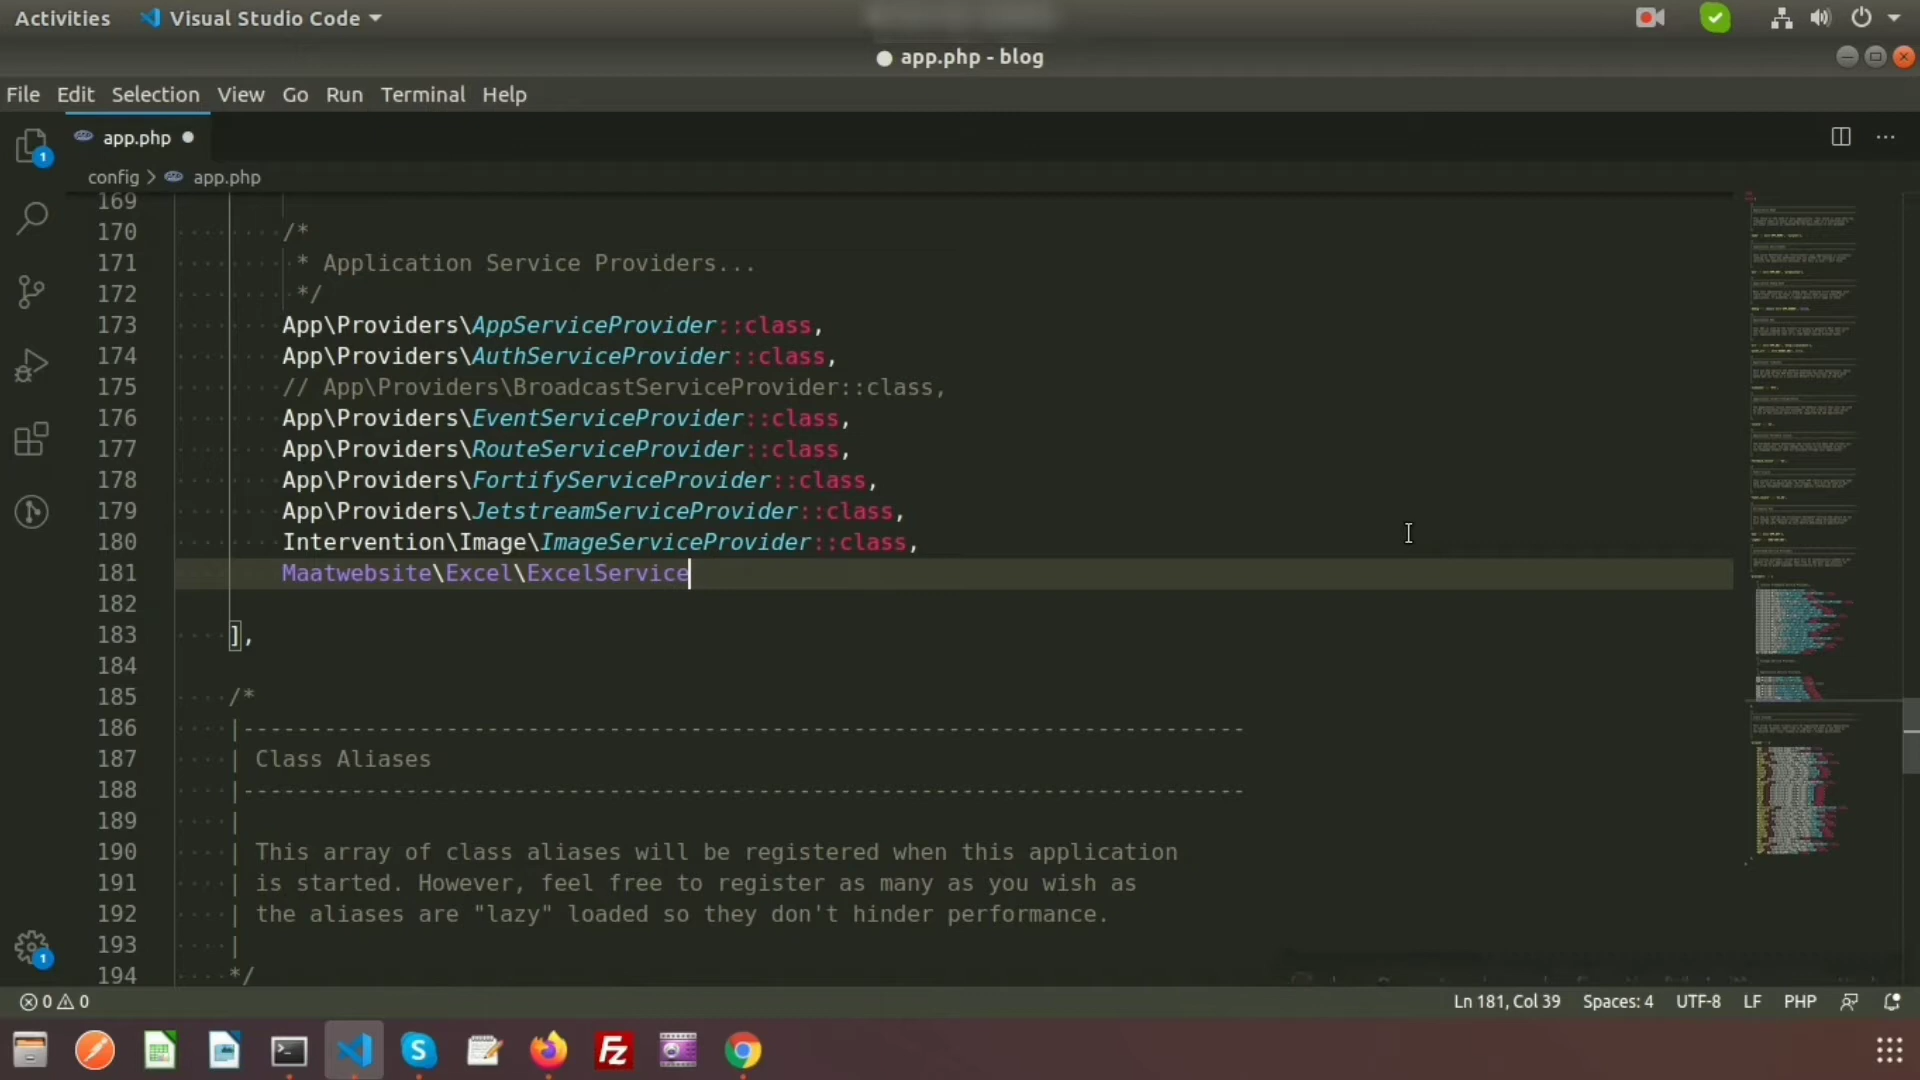 Activities Visual Studio Code
app.php - blog
File Edit Selection View Go Run Terminal Help
1 app.php
config > app.php
169
170 /*
171 * Application Service Providers...
172 */
173 App\Providers\AppServiceProvider::class,
174 App\Providers\AuthServiceProvider::class,
175 // App\Providers\BroadcastServiceProvider::class,
176 App\Providers\EventServiceProvider::class,
177 App\Providers\RouteServiceProvider::class,
178 App\Providers\FortifyServiceProvider::class,
179 App\Providers\JetstreamServiceProvider::class,
180 Intervention\Image\ImageServiceProvider::class,
181 Maatwebsite\Excel\ExcelService
182
183 ],
184
185 /*
186 |--------------------------------------------------------------------------
187 | Class Aliases
188 |--------------------------------------------------------------------------
189 |
190 | This array of class aliases will be registered when this application
191 | is started. However, feel free to register as many as you wish as
192 | the aliases are "lazy" loaded so they don't hinder performance.
193 |
1
194 */
0 0 Ln 181, Col 39 Spaces: 4 UTF-8 LF PHP
S Fz